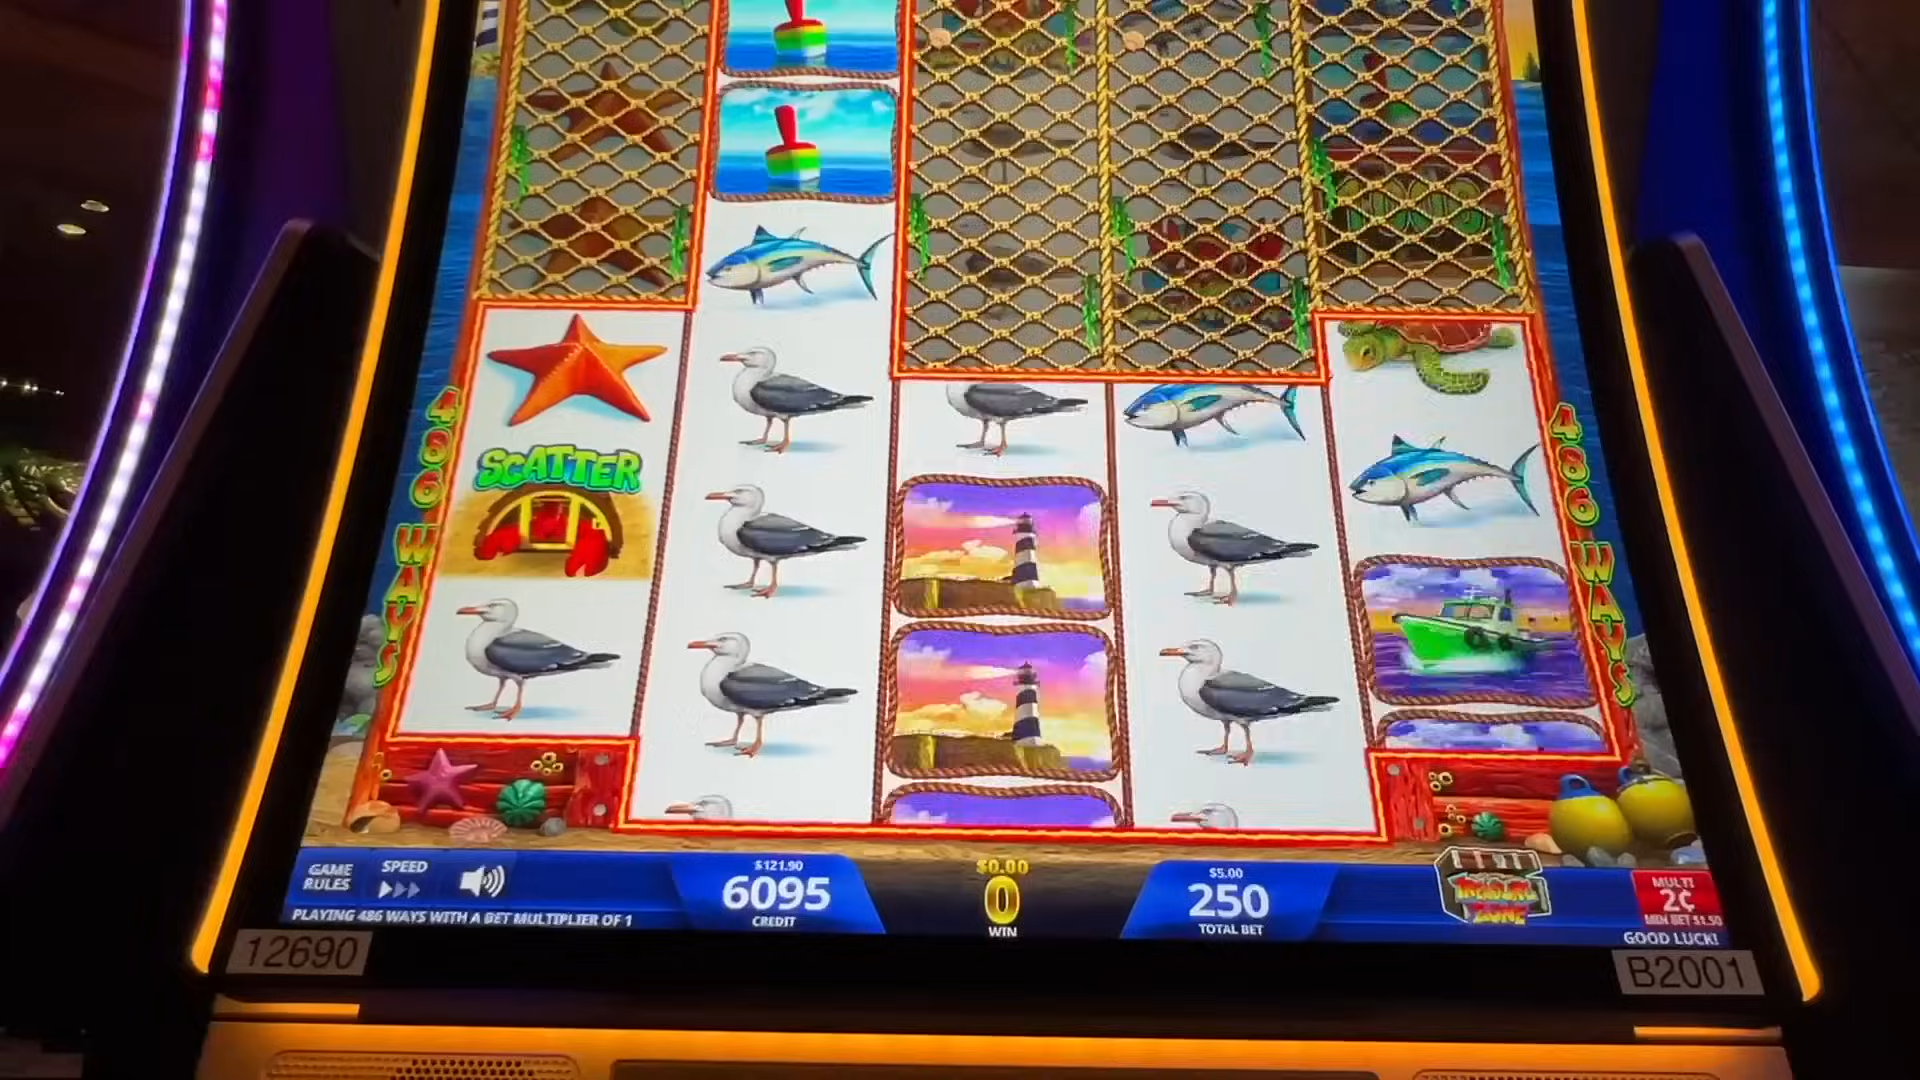 SCATTER
486 WAYS
486 WAYS
GAME RULES
SPEED
$121.90
6095
CREDIT
$0.00
0
WIN
$5.00
250
TOTAL BET
TREASURE ZONE
MULTI
2¢
MIN BET $1.50
PLAYING 486 WAYS WITH A BET MULTIPLIER OF 1
GOOD LUCK!
12690
B2001